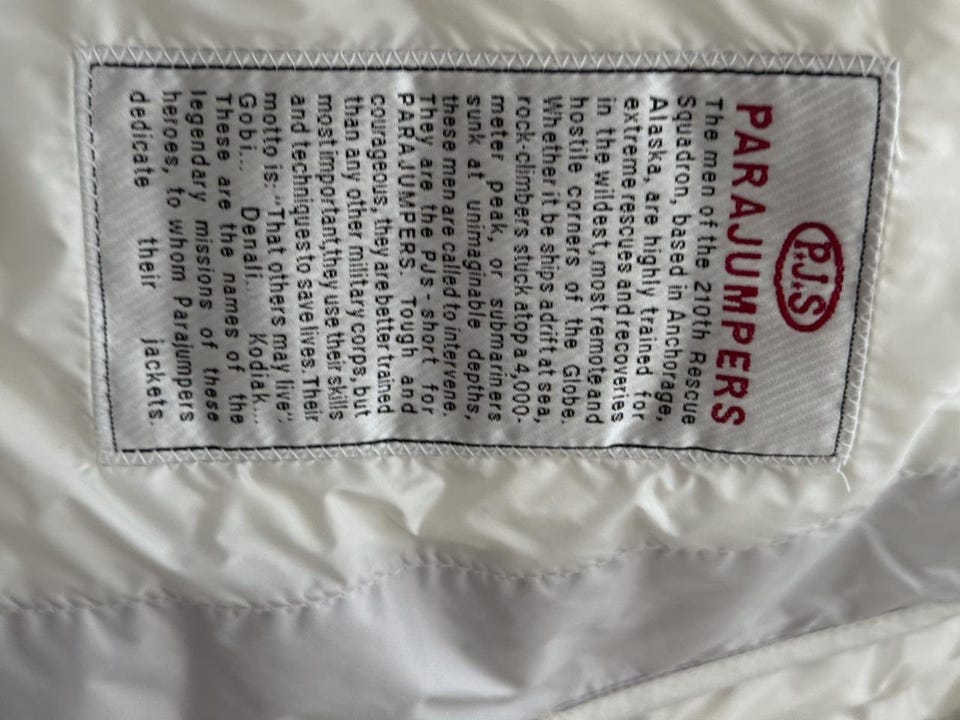 P.J.S
PARAJUMPERS
The men of the 210th Rescue
Squadron, based in Anchorage,
Alaska, are highly trained for
extreme rescues and recoveries
in the wildest, most remote and
hostile corners of the Globe.
Whether it be ships adrift at sea,
rock-climbers stuck atop a 4,000-
meter peak, or submariners
sunk at unimaginable depths,
these men are called to intervene.
They are the PJs - short for
PARAJUMPERS. Tough and
courageous, they are better trained
than any other military corps, but
most important, they use their skills
and techniques to save lives. Their
motto is: "That others may live".
Gobi... Denali... Kodiak...
These are the names of the
legendary missions of these
heroes, to whom Parajumpers
dedicate their jackets.